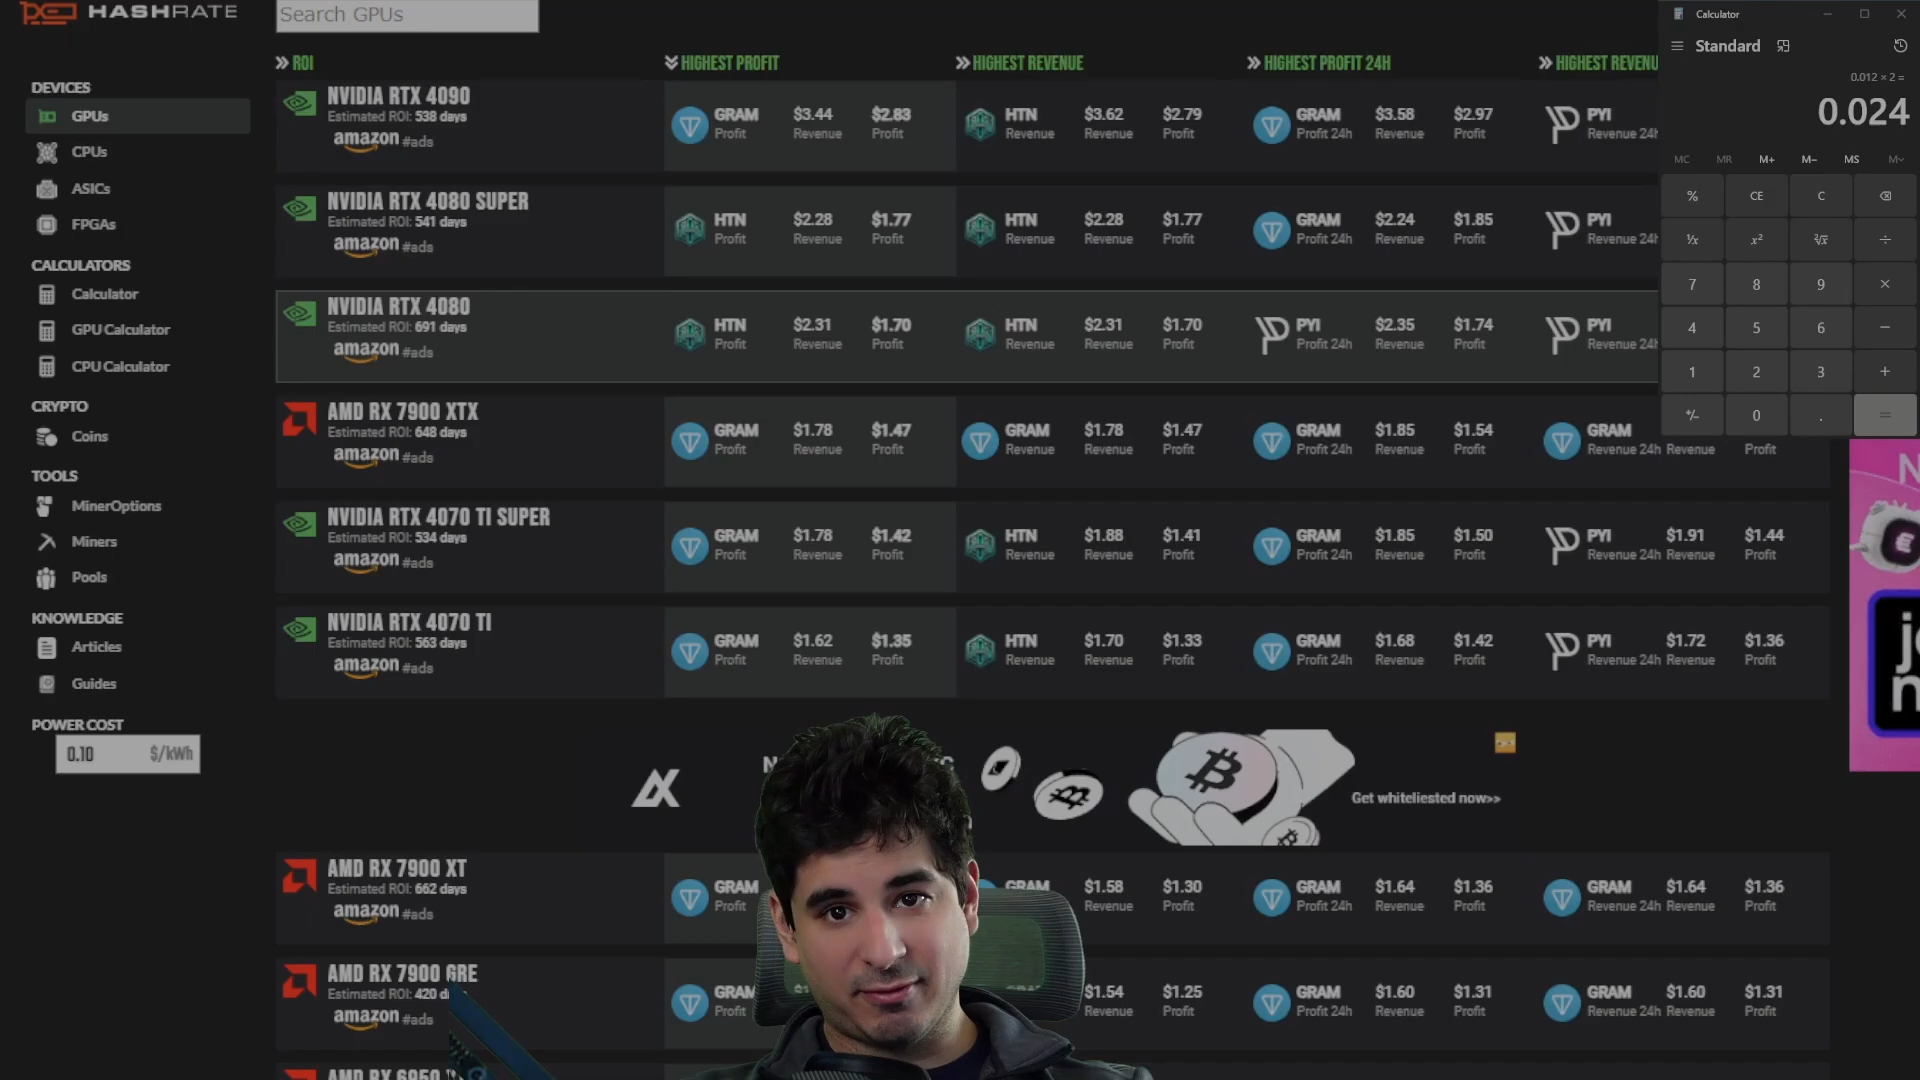 HASHRATE
Search GPUs
ROI
HIGHEST PROFIT
HIGHEST REVENUE
HIGHEST PROFIT 24H
HIGHEST REVENU
DEVICES
GPUs
CPUs
ASICs
FPGAs
CALCULATORS
Calculator
GPU Calculator
CPU Calculator
CRYPTO
Coins
TOOLS
MinerOptions
Miners
Pools
KNOWLEDGE
Articles
Guides
POWER COST
0.10 $/kWh
NVIDIA RTX 4090
Estimated ROI: 538 days
amazon #ads
GRAM $3.44 $2.83
Profit Revenue Profit
HTN $3.62 $2.79
Revenue Revenue Profit
GRAM $3.58 $2.97
Profit 24h Revenue Profit
PYI
Revenue 24h
NVIDIA RTX 4080 SUPER
Estimated ROI: 541 days
amazon #ads
HTN $2.28 $1.77
Profit Revenue Profit
HTN $2.28 $1.77
Revenue Revenue Profit
GRAM $2.24 $1.85
Profit 24h Revenue Profit
PYI
Revenue 24h
NVIDIA RTX 4080
Estimated ROI: 691 days
amazon #ads
HTN $2.31 $1.70
Profit Revenue Profit
HTN $2.31 $1.70
Revenue Revenue Profit
PYI $2.35 $1.74
Profit 24h Revenue Profit
PYI
Revenue 24h
AMD RX 7900 XTX
Estimated ROI: 648 days
amazon #ads
GRAM $1.78 $1.47
Profit Revenue Profit
GRAM $1.78 $1.47
Revenue Revenue Profit
GRAM $1.85 $1.54
Profit 24h Revenue Profit
GRAM
Revenue 24h Revenue Profit
NVIDIA RTX 4070 TI SUPER
Estimated ROI: 534 days
amazon #ads
GRAM $1.78 $1.42
Profit Revenue Profit
HTN $1.88 $1.41
Revenue Revenue Profit
GRAM $1.85 $1.50
Profit 24h Revenue Profit
PYI $1.91 $1.44
Revenue 24h Revenue Profit
NVIDIA RTX 4070 TI
Estimated ROI: 563 days
amazon #ads
GRAM $1.62 $1.35
Profit Revenue Profit
HTN $1.70 $1.33
Revenue Revenue Profit
GRAM $1.68 $1.42
Profit 24h Revenue Profit
PYI $1.72 $1.36
Revenue 24h Revenue Profit
Get whiteliested now>>
AMD RX 7900 XT
Estimated ROI: 662 days
amazon #ads
GRAM
Profit
GRAM $1.58 $1.30
Revenue Profit
GRAM $1.64 $1.36
Profit 24h Revenue Profit
GRAM $1.64 $1.36
Revenue 24h Revenue Profit
AMD RX 7900 GRE
Estimated ROI: 420 d
amazon #ads
GRAM
Profit
$1.54 $1.25
Revenue Profit
GRAM $1.60 $1.31
Profit 24h Revenue Profit
GRAM $1.60 $1.31
Revenue 24h Revenue Profit
AMD RX 6950
Calculator
Standard
0.012 × 2 =
0.024
MC MR M+ M− MS M
% CE C
¹/x x² ²√x ÷
7 8 9 ×
4 5 6 −
1 2 3 +
+/− 0 . =